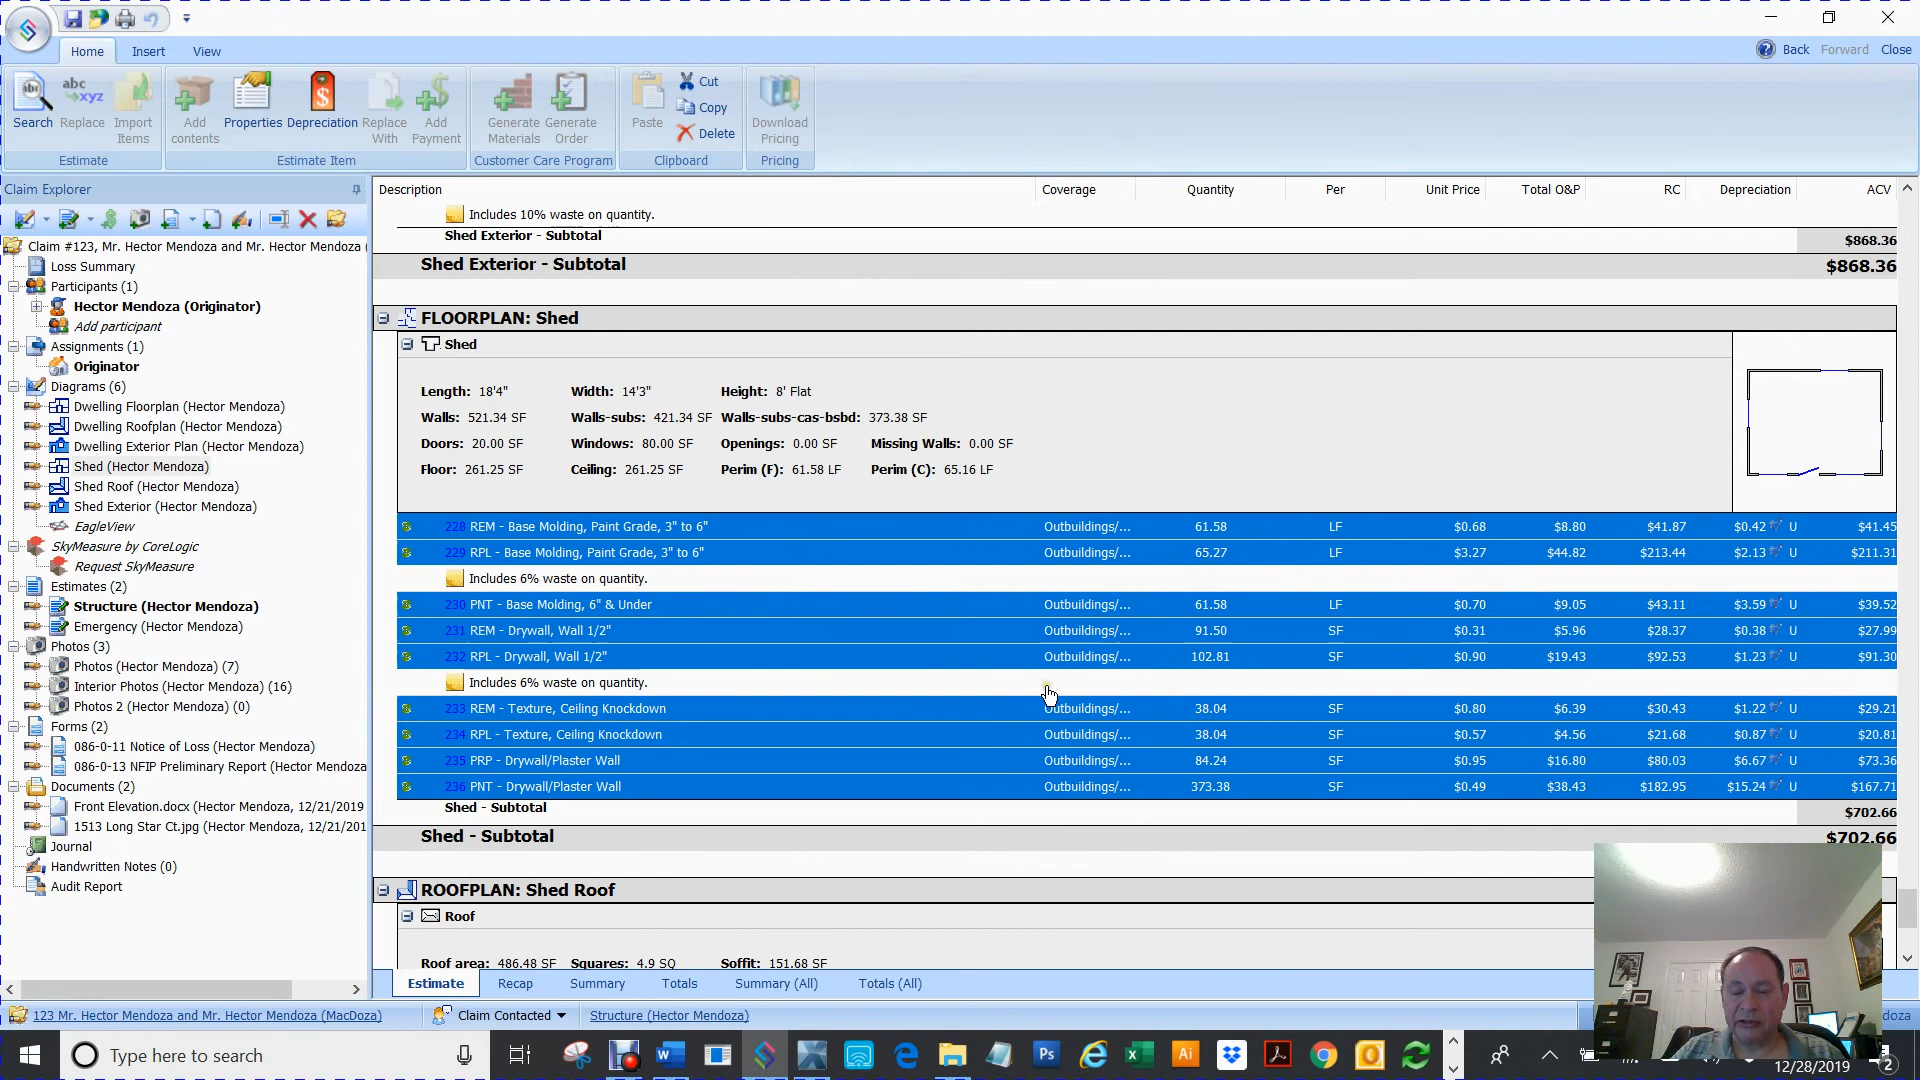 Home Insert View Back Forward Close
Search Replace Import Items Add contents Properties Depreciation Replace With Add Payment Generate Materials Generate Order Paste Cut Copy Delete Download Pricing
Estimate Estimate Item Customer Care Program Clipboard Pricing
Claim Explorer
Claim #123, Mr. Hector Mendoza and Mr. Hector Mendoza (
Loss Summary
Participants (1)
Hector Mendoza (Originator)
Add participant
Assignments (1)
Originator
Diagrams (6)
Dwelling Floorplan (Hector Mendoza)
Dwelling Roofplan (Hector Mendoza)
Dwelling Exterior Plan (Hector Mendoza)
Shed (Hector Mendoza)
Shed Roof (Hector Mendoza)
Shed Exterior (Hector Mendoza)
EagleView
SkyMeasure by CoreLogic
Request SkyMeasure
Estimates (2)
Structure (Hector Mendoza)
Emergency (Hector Mendoza)
Photos (3)
Photos (Hector Mendoza) (7)
Interior Photos (Hector Mendoza) (16)
Photos 2 (Hector Mendoza) (0)
Forms (2)
086-0-11 Notice of Loss (Hector Mendoza)
086-0-13 NFIP Preliminary Report (Hector Mendoza
Documents (2)
Front Elevation.docx (Hector Mendoza, 12/21/2019
1513 Long Star Ct.jpg (Hector Mendoza, 12/21/201
Journal
Handwritten Notes (0)
Audit Report
Description Coverage Quantity Per Unit Price Total O&P RC Depreciation ACV
Includes 10% waste on quantity.
Shed Exterior - Subtotal $868.36
Shed Exterior - Subtotal $868.36
FLOORPLAN: Shed
Shed
Length: 18'4" Width: 14'3" Height: 8' Flat
Walls: 521.34 SF Walls-subs: 421.34 SF Walls-subs-cas-bsbd: 373.38 SF
Doors: 20.00 SF Windows: 80.00 SF Openings: 0.00 SF Missing Walls: 0.00 SF
Floor: 261.25 SF Ceiling: 261.25 SF Perim (F): 61.58 LF Perim (C): 65.16 LF
228 REM - Base Molding, Paint Grade, 3" to 6" Outbuildings/... 61.58 LF $0.68 $8.80 $41.87 $0.42 U $41.45
229 RPL - Base Molding, Paint Grade, 3" to 6" Outbuildings/... 65.27 LF $3.27 $44.82 $213.44 $2.13 U $211.31
Includes 6% waste on quantity.
230 PNT - Base Molding, 6" & Under Outbuildings/... 61.58 LF $0.70 $9.05 $43.11 $3.59 U $39.52
231 REM - Drywall, Wall 1/2" Outbuildings/... 91.50 SF $0.31 $5.96 $28.37 $0.38 U $27.99
232 RPL - Drywall, Wall 1/2" Outbuildings/... 102.81 SF $0.90 $19.43 $92.53 $1.23 U $91.30
Includes 6% waste on quantity.
233 REM - Texture, Ceiling Knockdown Outbuildings/... 38.04 SF $0.80 $6.39 $30.43 $1.22 U $29.21
234 RPL - Texture, Ceiling Knockdown Outbuildings/... 38.04 SF $0.57 $4.56 $21.68 $0.87 U $20.81
235 PRP - Drywall/Plaster Wall Outbuildings/... 84.24 SF $0.95 $16.80 $80.03 $6.67 U $73.36
236 PNT - Drywall/Plaster Wall Outbuildings/... 373.38 SF $0.49 $38.43 $182.95 $15.24 U $167.71
Shed - Subtotal $702.66
Shed - Subtotal $702.66
ROOFPLAN: Shed Roof
Roof
Roof area: 486.48 SF Squares: 4.9 SQ Soffit: 151.68 SF
Estimate Recap Summary Totals Summary (All) Totals (All)
123 Mr. Hector Mendoza and Mr. Hector Mendoza (MacDoza) Claim Contacted Structure (Hector Mendoza) doza
Type here to search
12/28/2019 2